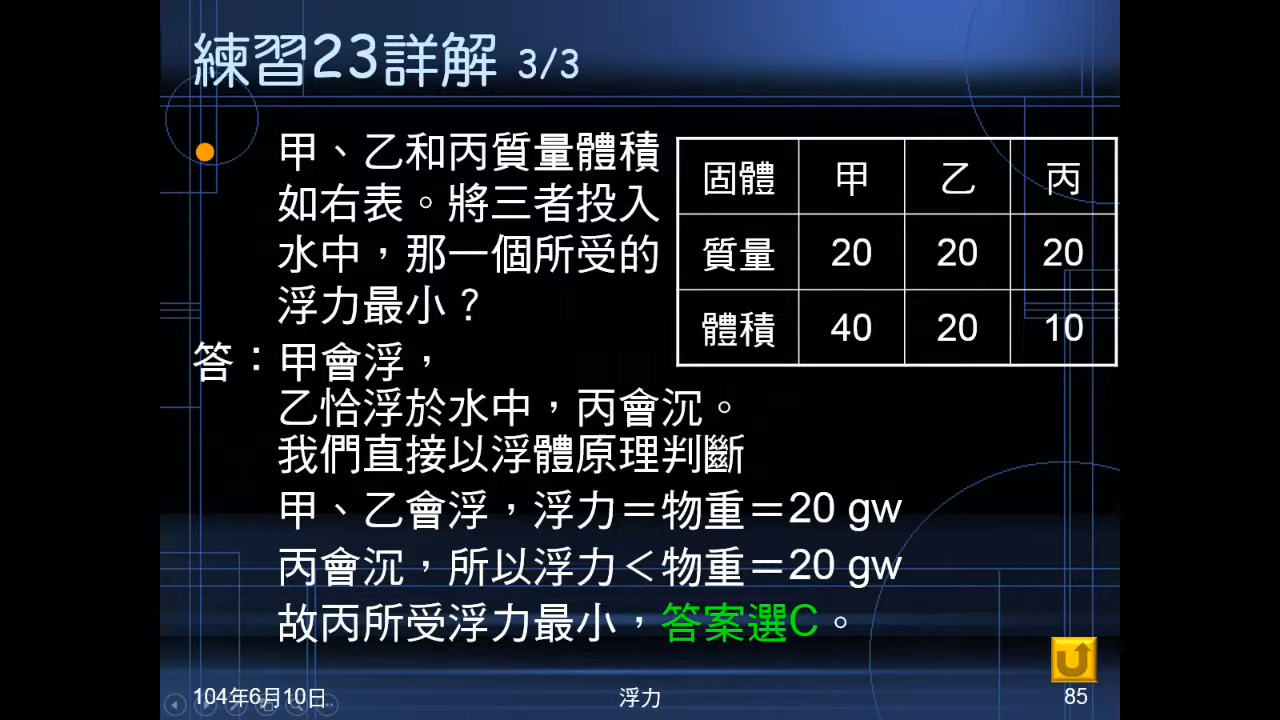 練習23詳解 3/3
甲、乙和丙質量體積
如右表。將三者投入
水中，那一個所受的
浮力最小？
固體 甲 乙 丙
質量 20 20 20
體積 40 20 10
答：甲會浮，
乙恰浮於水中，丙會沉。
我們直接以浮體原理判斷
甲、乙會浮，浮力＝物重＝20 gw
丙會沉，所以浮力＜物重＝20 gw
故丙所受浮力最小，答案選C。
104年6月10日
浮力
85